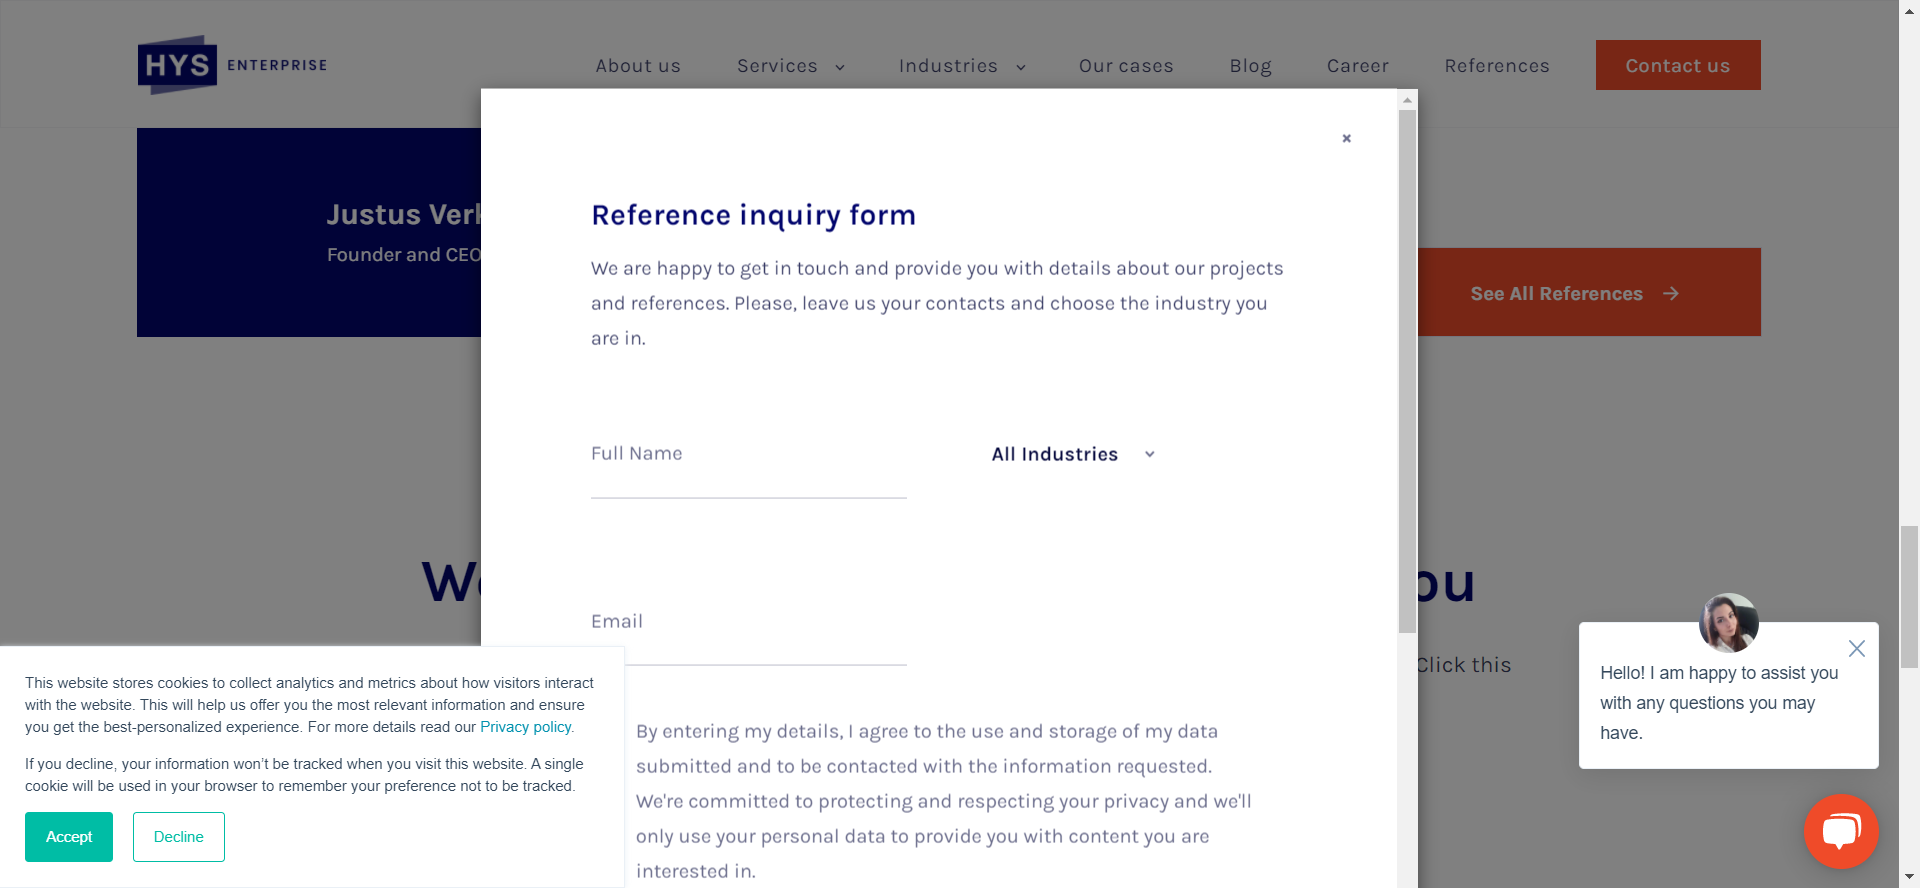 HYS ENTERPRISE
About us
Services
Industries
Our cases
Blog
Career
References
Contact us
Justus
Founder and CEO
See All References
Reference inquiry form
We are happy to get in touch and provide you with details about our projects
and references. Please, leave us your contacts and choose the industry you
are in.
Full Name
All Industries
Email
By entering my details, I agree to the use and storage of my data
submitted and to be contacted with the information requested.
We're committed to protecting and respecting your privacy and we'll
only use your personal data to provide you with content you are
interested in.
Click this
This website stores cookies to collect analytics and metrics about how visitors interact
with the website. This will help us offer you the most relevant information and ensure
you get the best-personalized experience. For more details read our Privacy policy.
If you decline, your information won’t be tracked when you visit this website. A single
cookie will be used in your browser to remember your preference not to be tracked.
Accept
Decline
Hello! I am happy to assist you
with any questions you may
have.